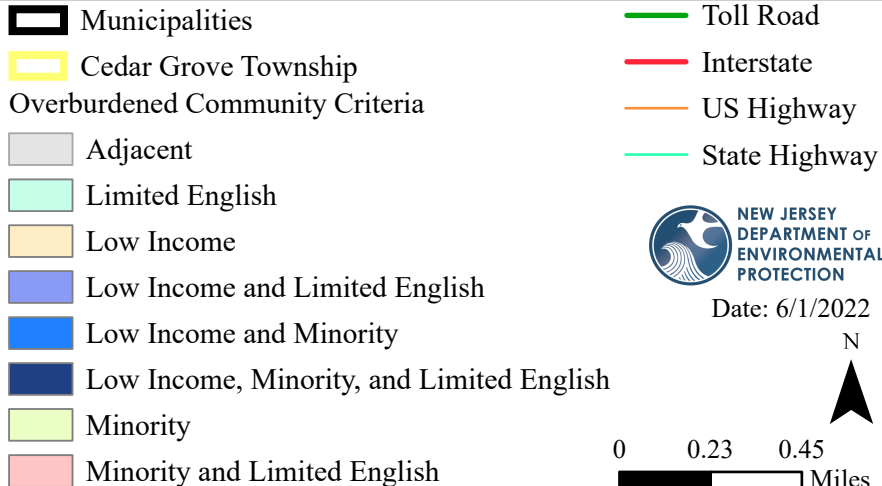 Municipalities
Cedar Grove Township
Overburdened Community Criteria
Adjacent
Limited English
Low Income
Low Income and Limited English
Low Income and Minority
Low Income, Minority, and Limited English
Minority
Minority and Limited English
Toll Road
Interstate
US Highway
State Highway
NEW JERSEY
DEPARTMENT OF
ENVIRONMENTAL
PROTECTION
Date: 6/1/2022
N
0 0.23 0.45
Miles